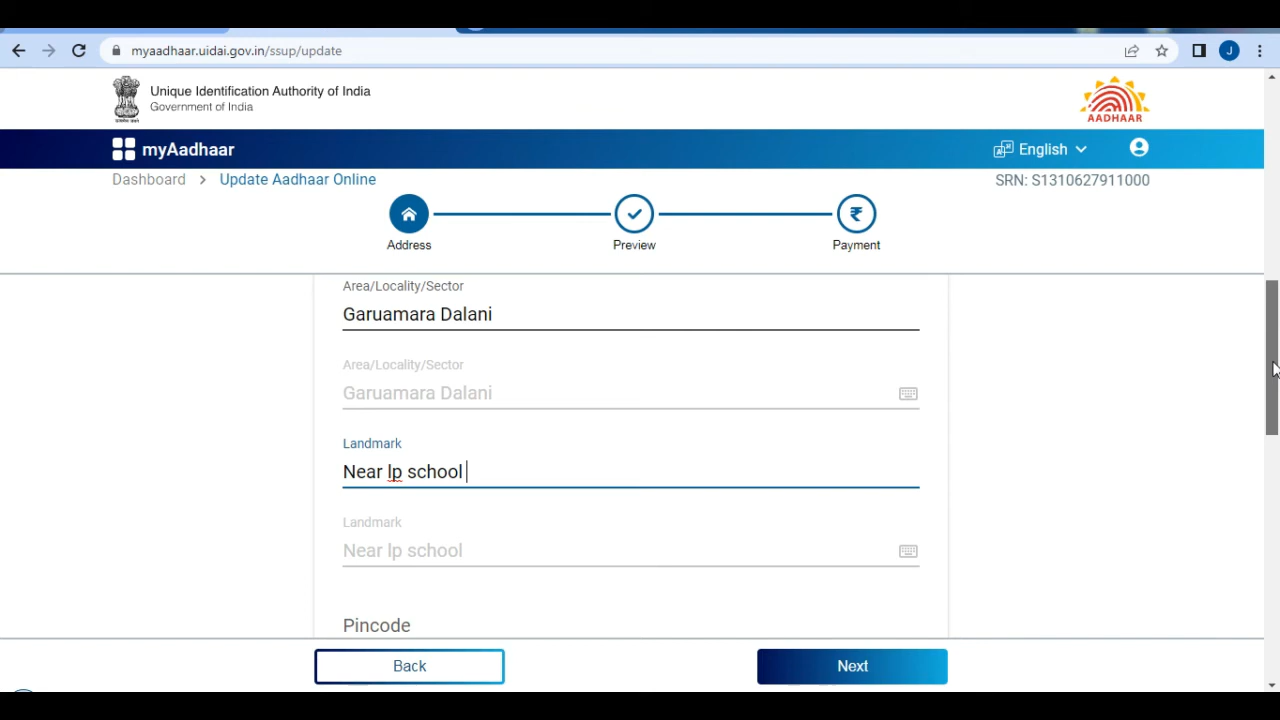 myaadhaar.uidai.gov.in/ssup/update
J
Unique Identification Authority of India
Government of India
AADHAAR
myAadhaar
English
Dashboard > Update Aadhaar Online
SRN: S1310627911000
₹
Address
Preview
Payment
Area/Locality/Sector
Garuamara Dalani
Area/Locality/Sector
Garuamara Dalani
Landmark
Near lp school
Landmark
Near lp school
Pincode
Back
Next